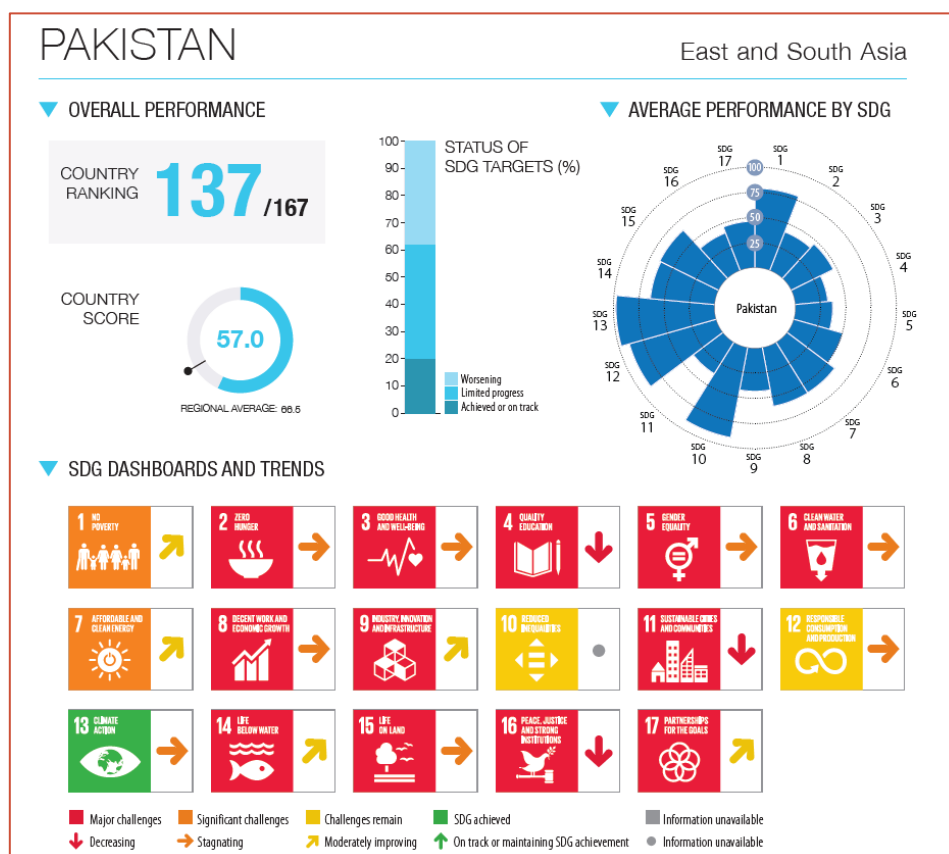 PAKISTAN
East and South Asia
OVERALL PERFORMANCE
COUNTRY
RANKING
137/167
COUNTRY
SCORE
57.0
REGIONAL AVERAGE: 66.5
STATUS OF
SDG TARGETS (%)
100
90
80
70
60
50
40
30
20
10
0
Worsening
Limited progress
Achieved or on track
AVERAGE PERFORMANCE BY SDG
SDG
1
SDG
2
SDG
3
SDG
4
SDG
5
SDG
6
SDG
7
SDG
8
SDG
9
SDG
10
SDG
11
SDG
12
SDG
13
SDG
14
SDG
15
SDG
16
SDG
17
100
75
50
25
Pakistan
SDG DASHBOARDS AND TRENDS
1 NO
POVERTY
2 ZERO
HUNGER
3 GOOD HEALTH
AND WELL-BEING
4 QUALITY
EDUCATION
5 GENDER
EQUALITY
6 CLEAN WATER
AND SANITATION
7 AFFORDABLE AND
CLEAN ENERGY
8 DECENT WORK AND
ECONOMIC GROWTH
9 INDUSTRY, INNOVATION
AND INFRASTRUCTURE
10 REDUCED
INEQUALITIES
11 SUSTAINABLE CITIES
AND COMMUNITIES
12 RESPONSIBLE
CONSUMPTION
AND PRODUCTION
13 CLIMATE
ACTION
14 LIFE
BELOW WATER
15 LIFE
ON LAND
16 PEACE, JUSTICE
AND STRONG
INSTITUTIONS
17 PARTNERSHIPS
FOR THE GOALS
Major challenges
Significant challenges
Challenges remain
SDG achieved
Information unavailable
Decreasing
Stagnating
Moderately improving
On track or maintaining SDG achievement
Information unavailable